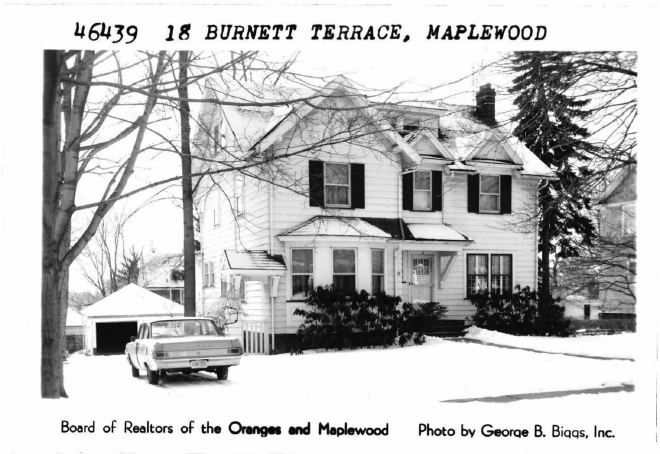 46439 18 BURNETT TERRACE, MAPLEWOOD
Board of Realtors of the Oranges and Maplewood Photo by George B. Biggs, Inc.